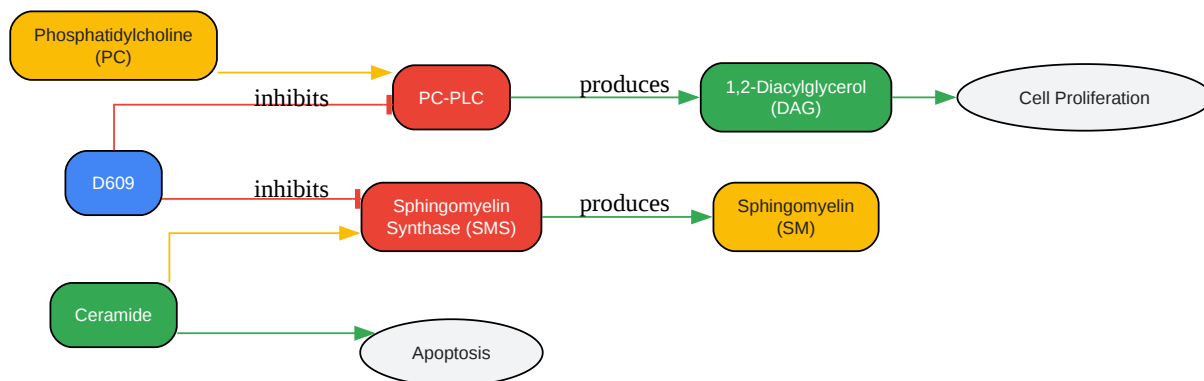 Phosphatidylcholine
(PC)
inhibits
PC-PLC
produces
1,2-Diacylglycerol
(DAG)
Cell Proliferation
D609
inhibits
Sphingomyelin
Synthase (SMS)
produces
Sphingomyelin
(SM)
Ceramide
Apoptosis